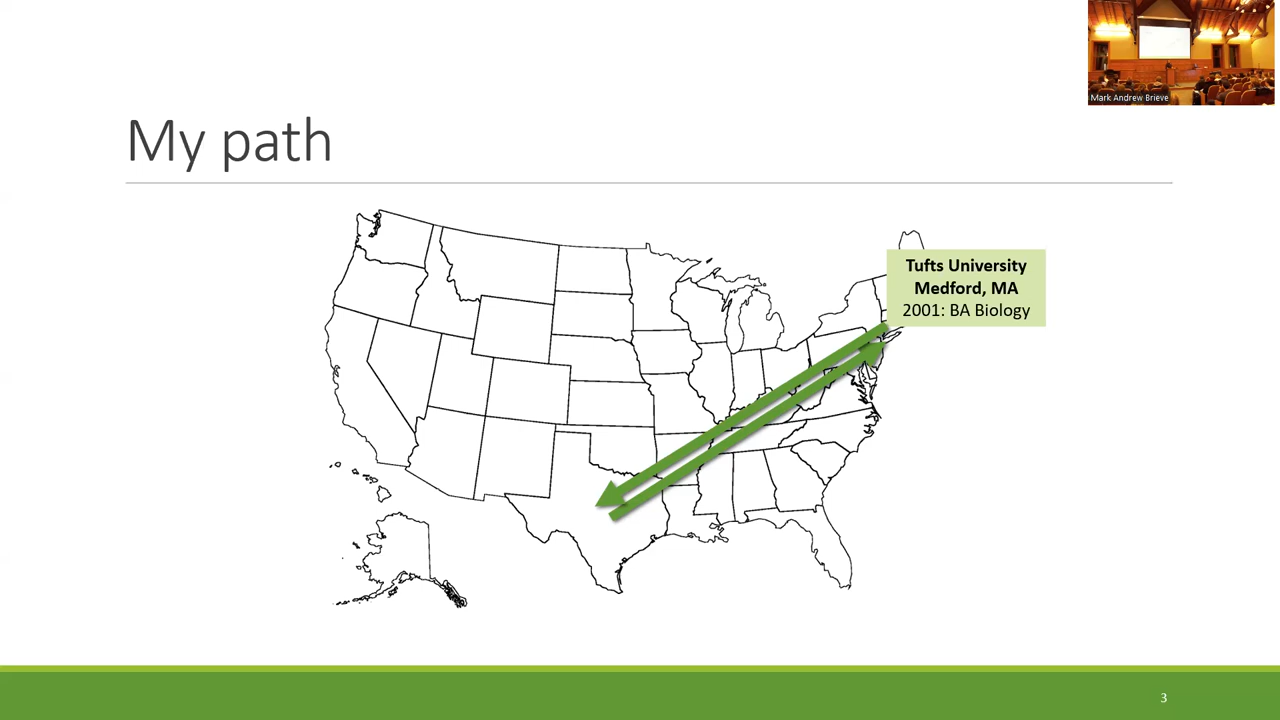 Mark Andrew Brieve
My path
Tufts University
Medford, MA
2001: BA Biology
3